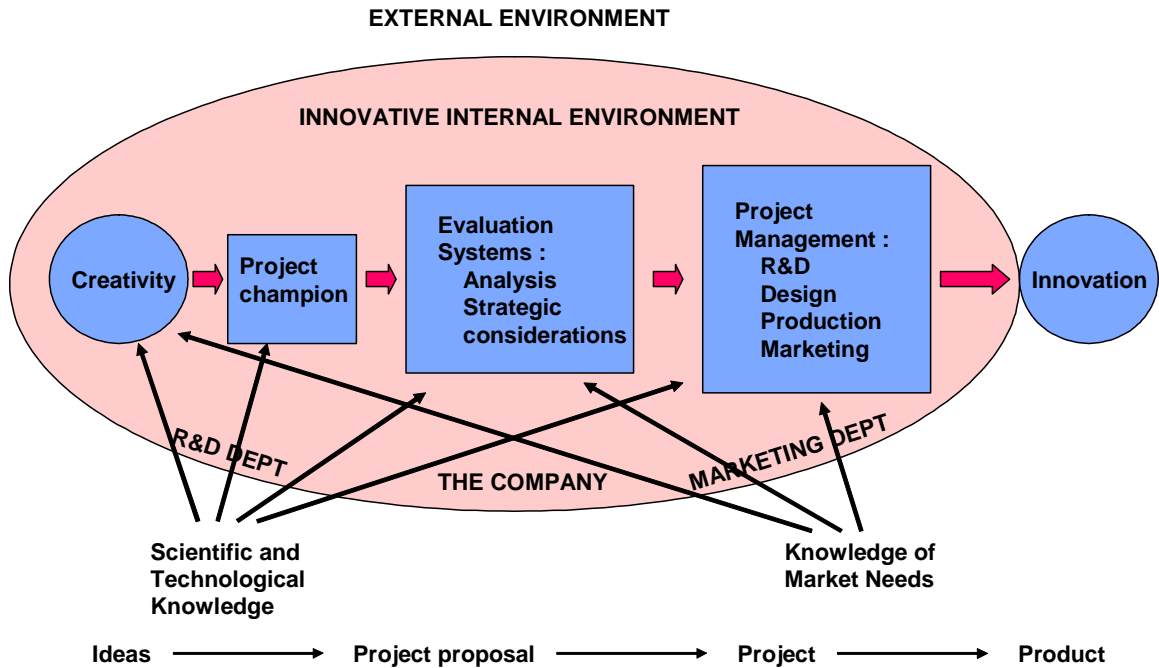 EXTERNAL ENVIRONMENT
INNOVATIVE INTERNAL ENVIRONMENT
Creativity
Project
champion
Evaluation
Systems :
Analysis
Strategic
considerations
Project
Management :
R&D
Design
Production
Marketing
Innovation
R&D DEPT
THE COMPANY
MARKETING DEPT
Scientific and
Technological
Knowledge
Knowledge of
Market Needs
Ideas
Project proposal
Project
Product